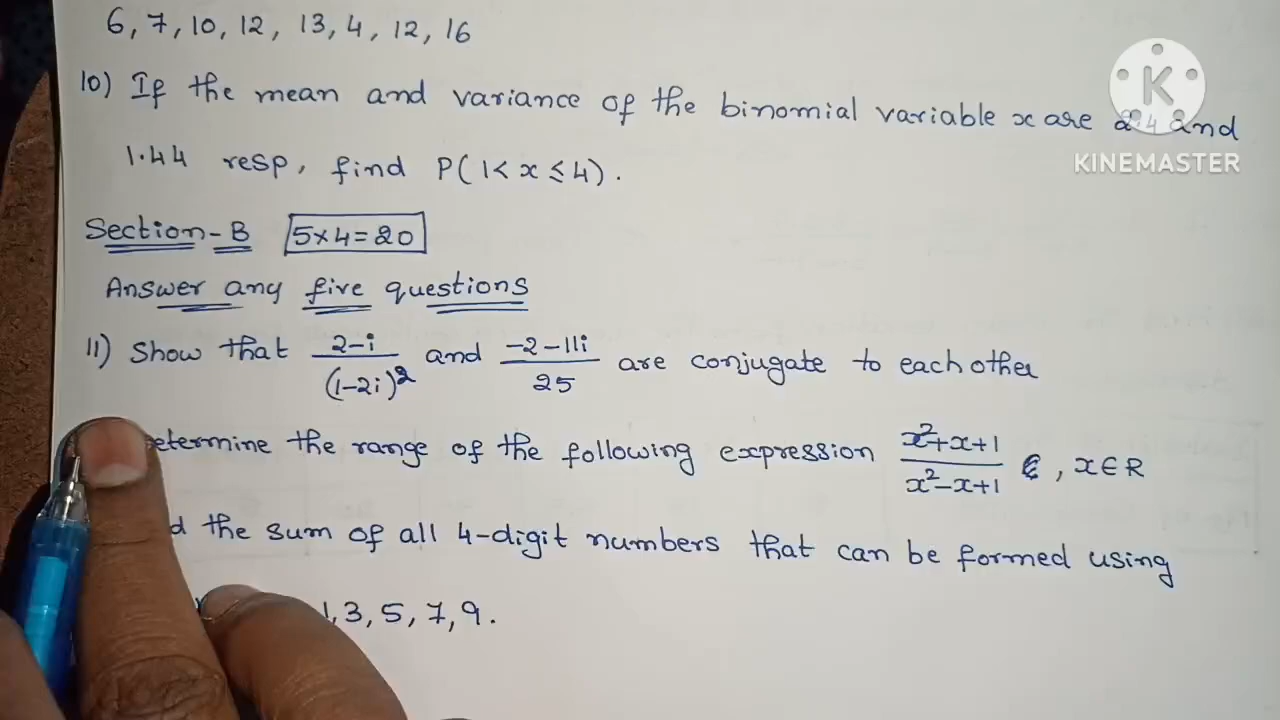 6, 7, 10, 12, 13, 4, 12, 16
10) If the mean and variance of the binomial variable x are 2.4 and
1.44 resp, find P(1< x ≤ 4).
K
KINEMASTER
Section-B 5×4=20
Answer any five questions
11) Show that (2-i)/(1-2i)² and (-2-11i)/25 are conjugate to each other
etermine the range of the following expression (x²+x+1)/(x²-x+1) , x∈R
d the sum of all 4-digit numbers that can be formed using
1, 3, 5, 7, 9.